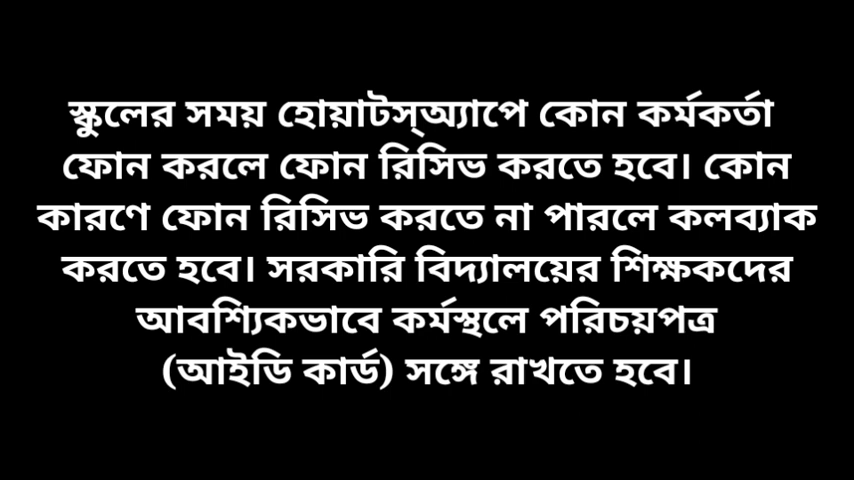 স্কুলের সময় হোয়াটস্অ্যাপে কোন কর্মকর্তা
ফোন করলে ফোন রিসিভ করতে হবে। কোন
কারণে ফোন রিসিভ করতে না পারলে কলব্যাক
করতে হবে। সরকারি বিদ্যালয়ের শিক্ষকদের
আবশ্যিকভাবে কর্মস্থলে পরিচয়পত্র
(আইডি কার্ড) সঙ্গে রাখতে হবে।